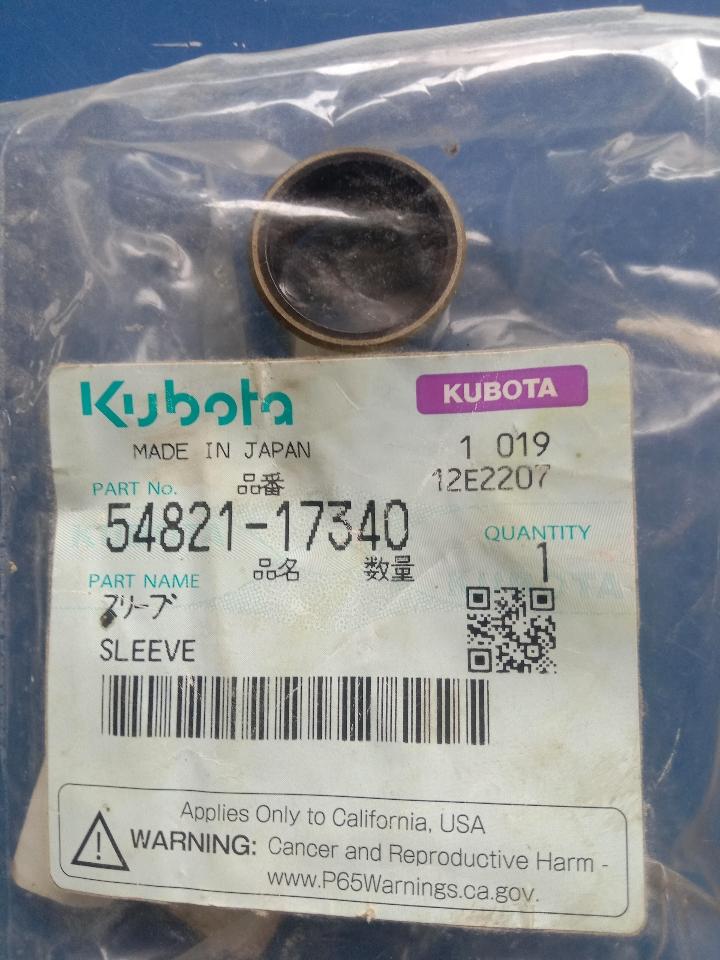 Kubota
KUBOTA
MADE IN JAPAN
1 019
12E2207
PART No. 品番
54821-17340
QUANTITY
品名 数量 1
PART NAME
スリーブ
SLEEVE
Applies Only to California, USA
WARNING: Cancer and Reproductive Harm -
www.P65Warnings.ca.gov.